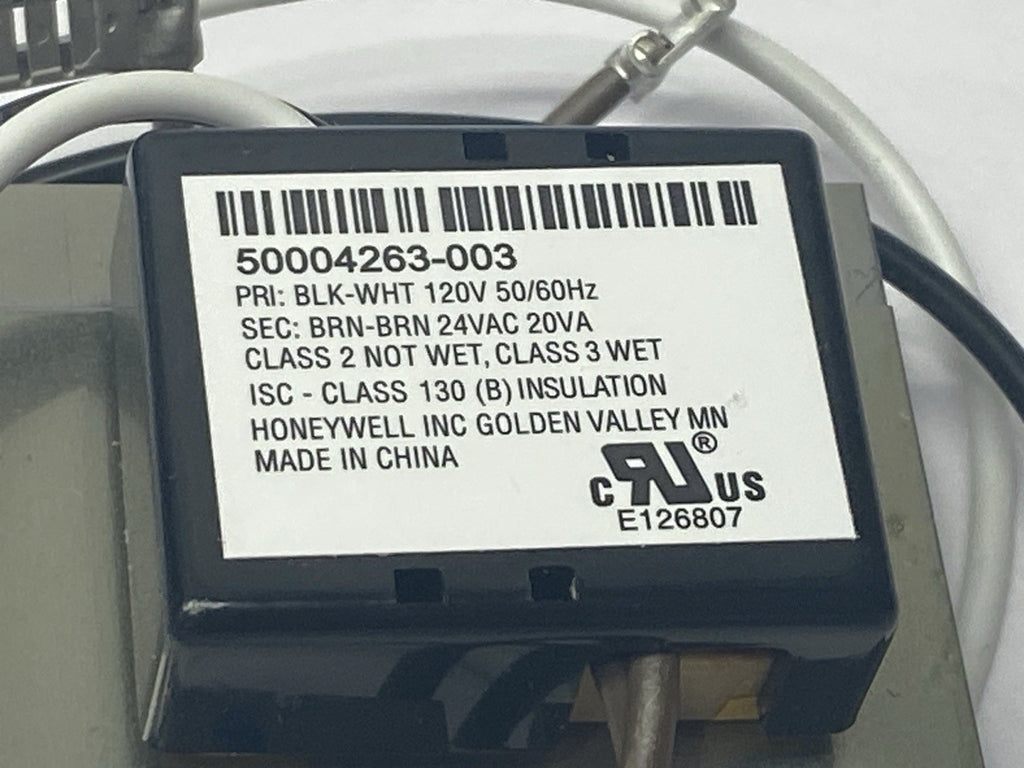 50004263-003
PRI: BLK-WHT 120V 50/60Hz
SEC: BRN-BRN 24VAC 20VA
CLASS 2 NOT WET, CLASS 3 WET
ISC - CLASS 130 (B) INSULATION
HONEYWELL INC GOLDEN VALLEY MN
MADE IN CHINA
C RU® US
E126807